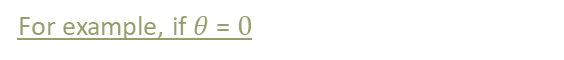 For example, if 𝜃 = 0